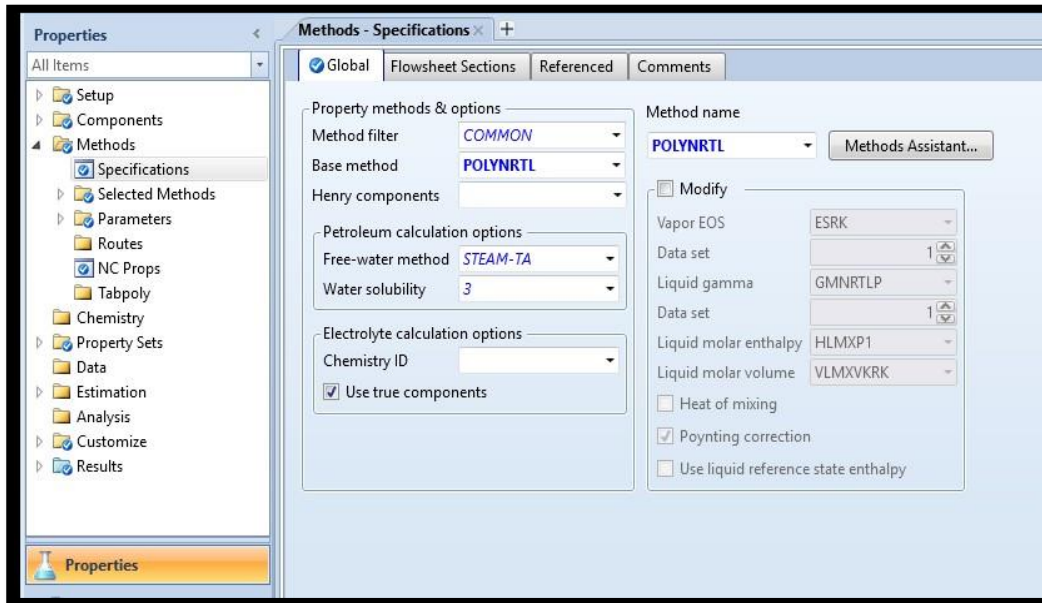 Properties
All Items
Setup
Components
Methods
Specifications
Selected Methods
Parameters
Routes
NC Props
Tabpoly
Chemistry
Property Sets
Data
Estimation
Analysis
Customize
Results
Properties
Methods - Specifications
Global
Flowsheet Sections
Referenced
Comments
Property methods & options
Method filter COMMON
Base method POLYNRTL
Henry components
Petroleum calculation options
Free-water method STEAM-TA
Water solubility 3
Electrolyte calculation options
Chemistry ID
Use true components
Method name
POLYNRTL Methods Assistant...
Modify
Vapor EOS ESRK
Data set 1
Liquid gamma GMNRTLP
Data set 1
Liquid molar enthalpy HLMXP1
Liquid molar volume VLMXVKRK
Heat of mixing
Poynting correction
Use liquid reference state enthalpy